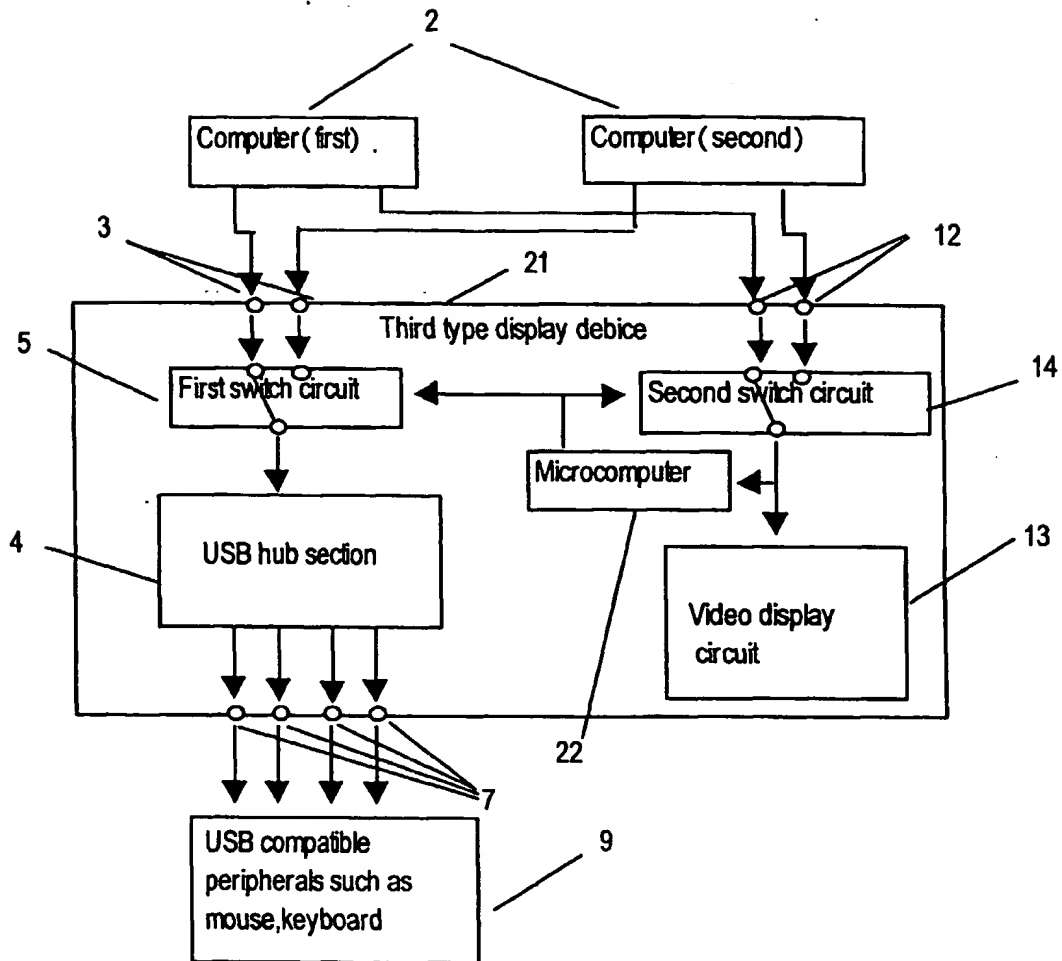 2
Computer(first)
Computer(second)
3
12
21
Third type display debice
5
First switch circuit
Second switch circuit
14
Microcomputer
4
USB hub section
13
Video display
circuit
22
7
USB compatible
peripherals such as
mouse,keyboard
9